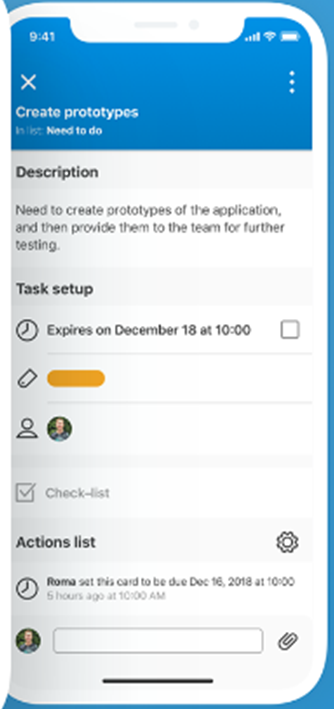 9:41
Create prototypes
In list: Need to do
Description
Need to create prototypes of the application,
and then provide them to the team for further
testing.
Task setup
Expires on December 18 at 10:00
Check-list
Actions list
Roma set this card to be due Dec 16, 2018 at 10:00
5 hours ago at 10:00 AM